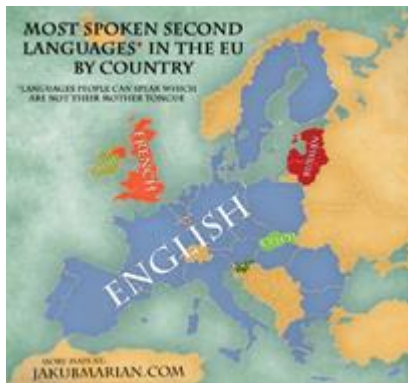 MOST SPOKEN SECOND
LANGUAGES* IN THE EU
BY COUNTRY
*LANGUAGES PEOPLE CAN SPEAK WHICH
ARE NOT THEIR MOTHER TONGUE
FRENCH
RUSSIAN
ENGLISH
CZECH
MORE MAPS AT:
JAKUBMARIAN.COM